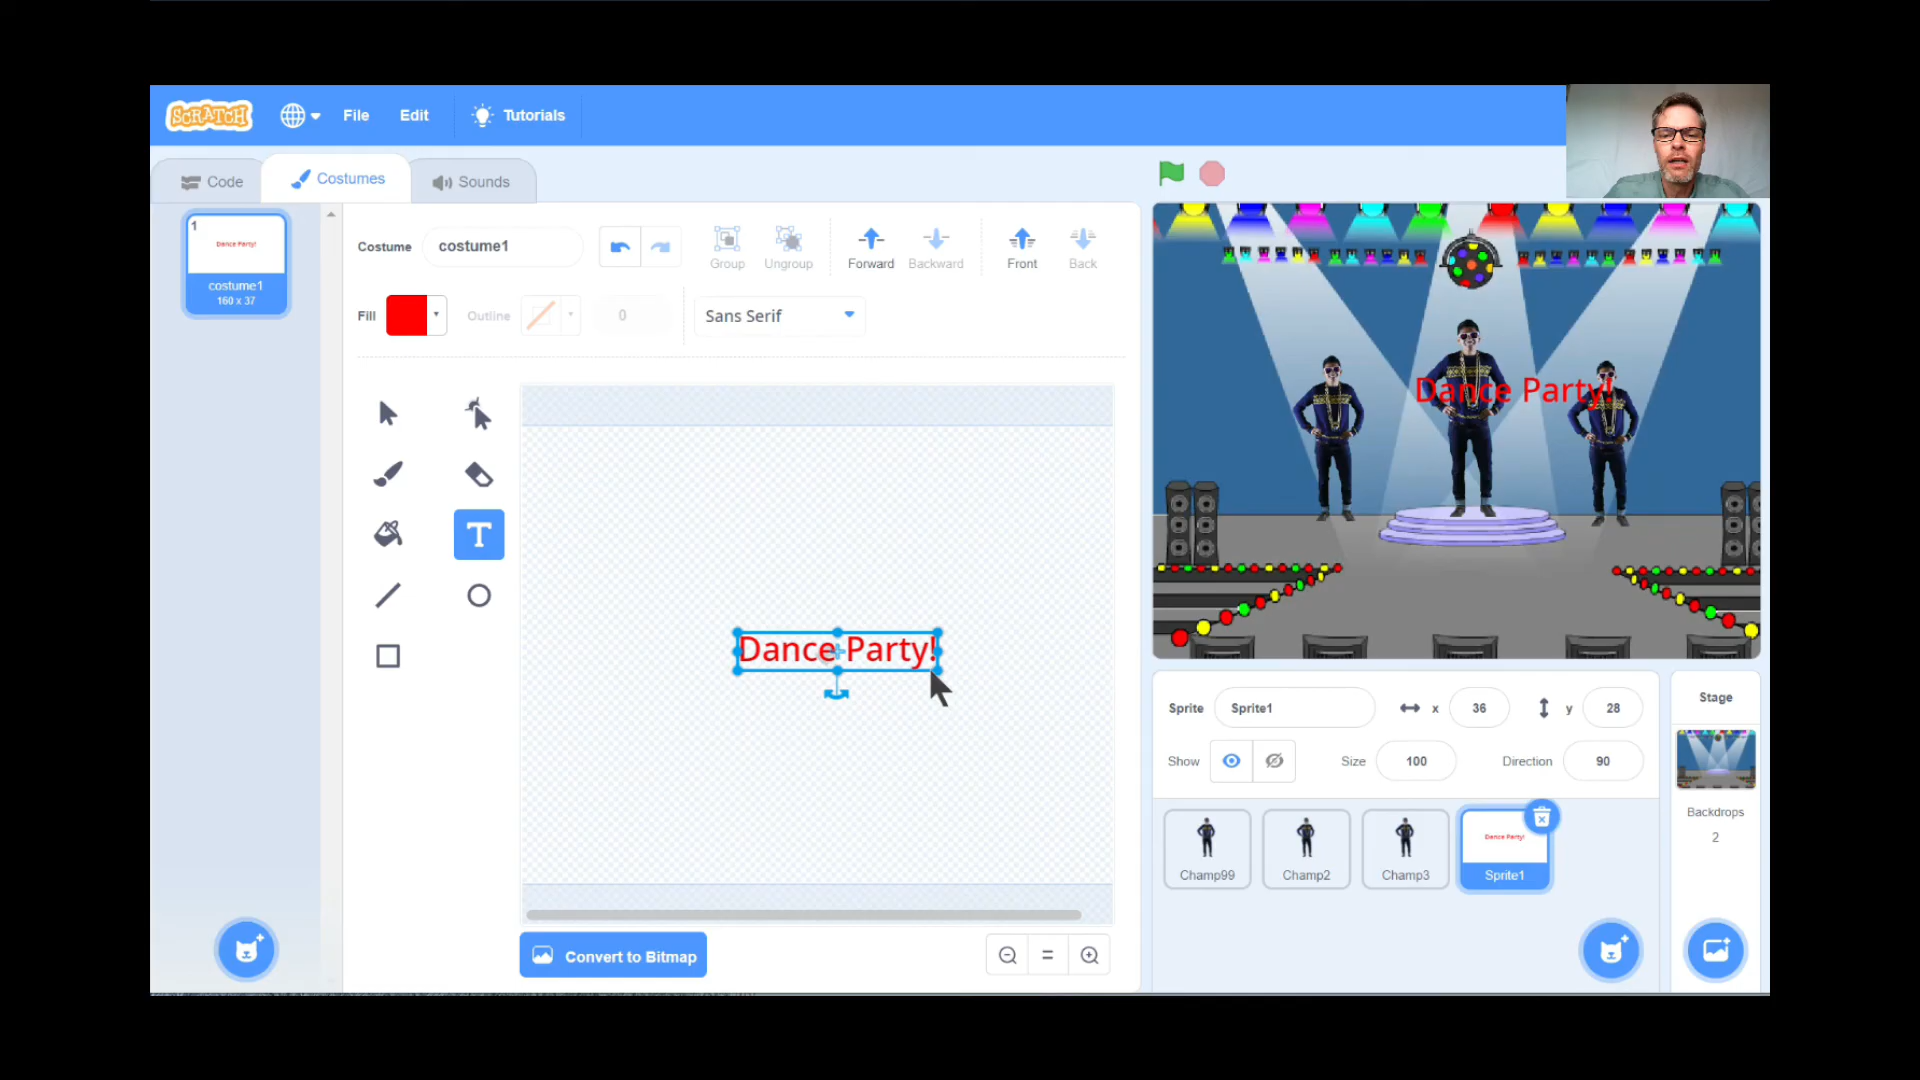 SCRATCH File Edit Tutorials
Code Costumes Sounds
1
Dance Party!
costume1
160 x 37
Costume costume1 Group Ungroup Forward Backward Front Back
Fill Outline 0 Sans Serif
T
Dance Party!
Convert to Bitmap
Dance Party!
Sprite Sprite1 x 36 y 28
Show Size 100 Direction 90
Champ99 Champ2 Champ3
Dance Party!
Sprite1
Stage
Backdrops
2